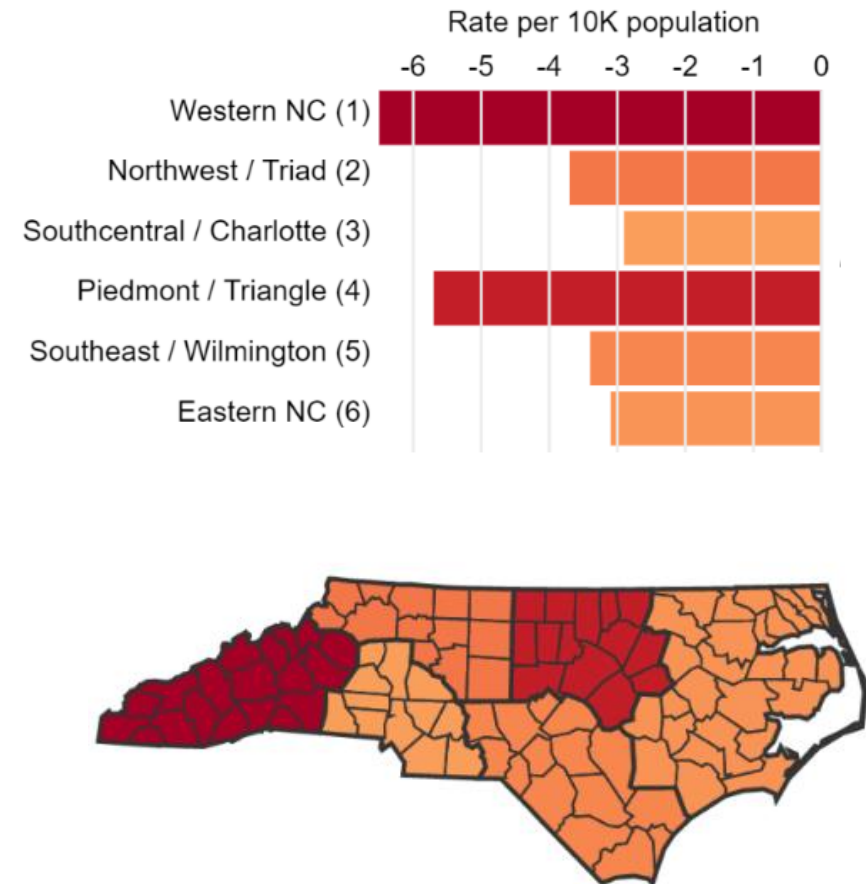 Rate per 10K population
-6 -5 -4 -3 -2 -1 0
Western NC (1)
Northwest / Triad (2)
Southcentral / Charlotte (3)
Piedmont / Triangle (4)
Southeast / Wilmington (5)
Eastern NC (6)